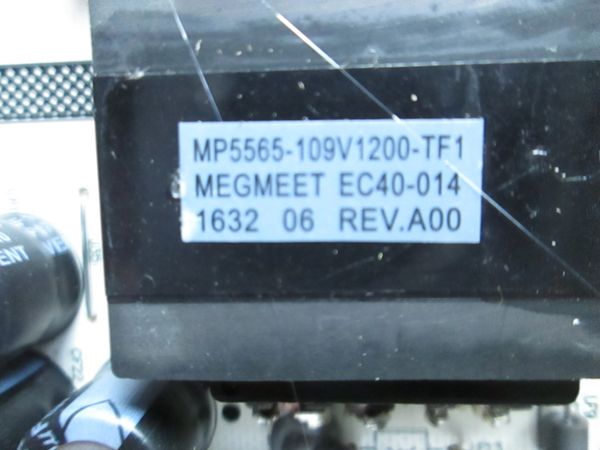 MP5565-109V1200-TF1
MEGMEET EC40-014
1632 06 REV.A00